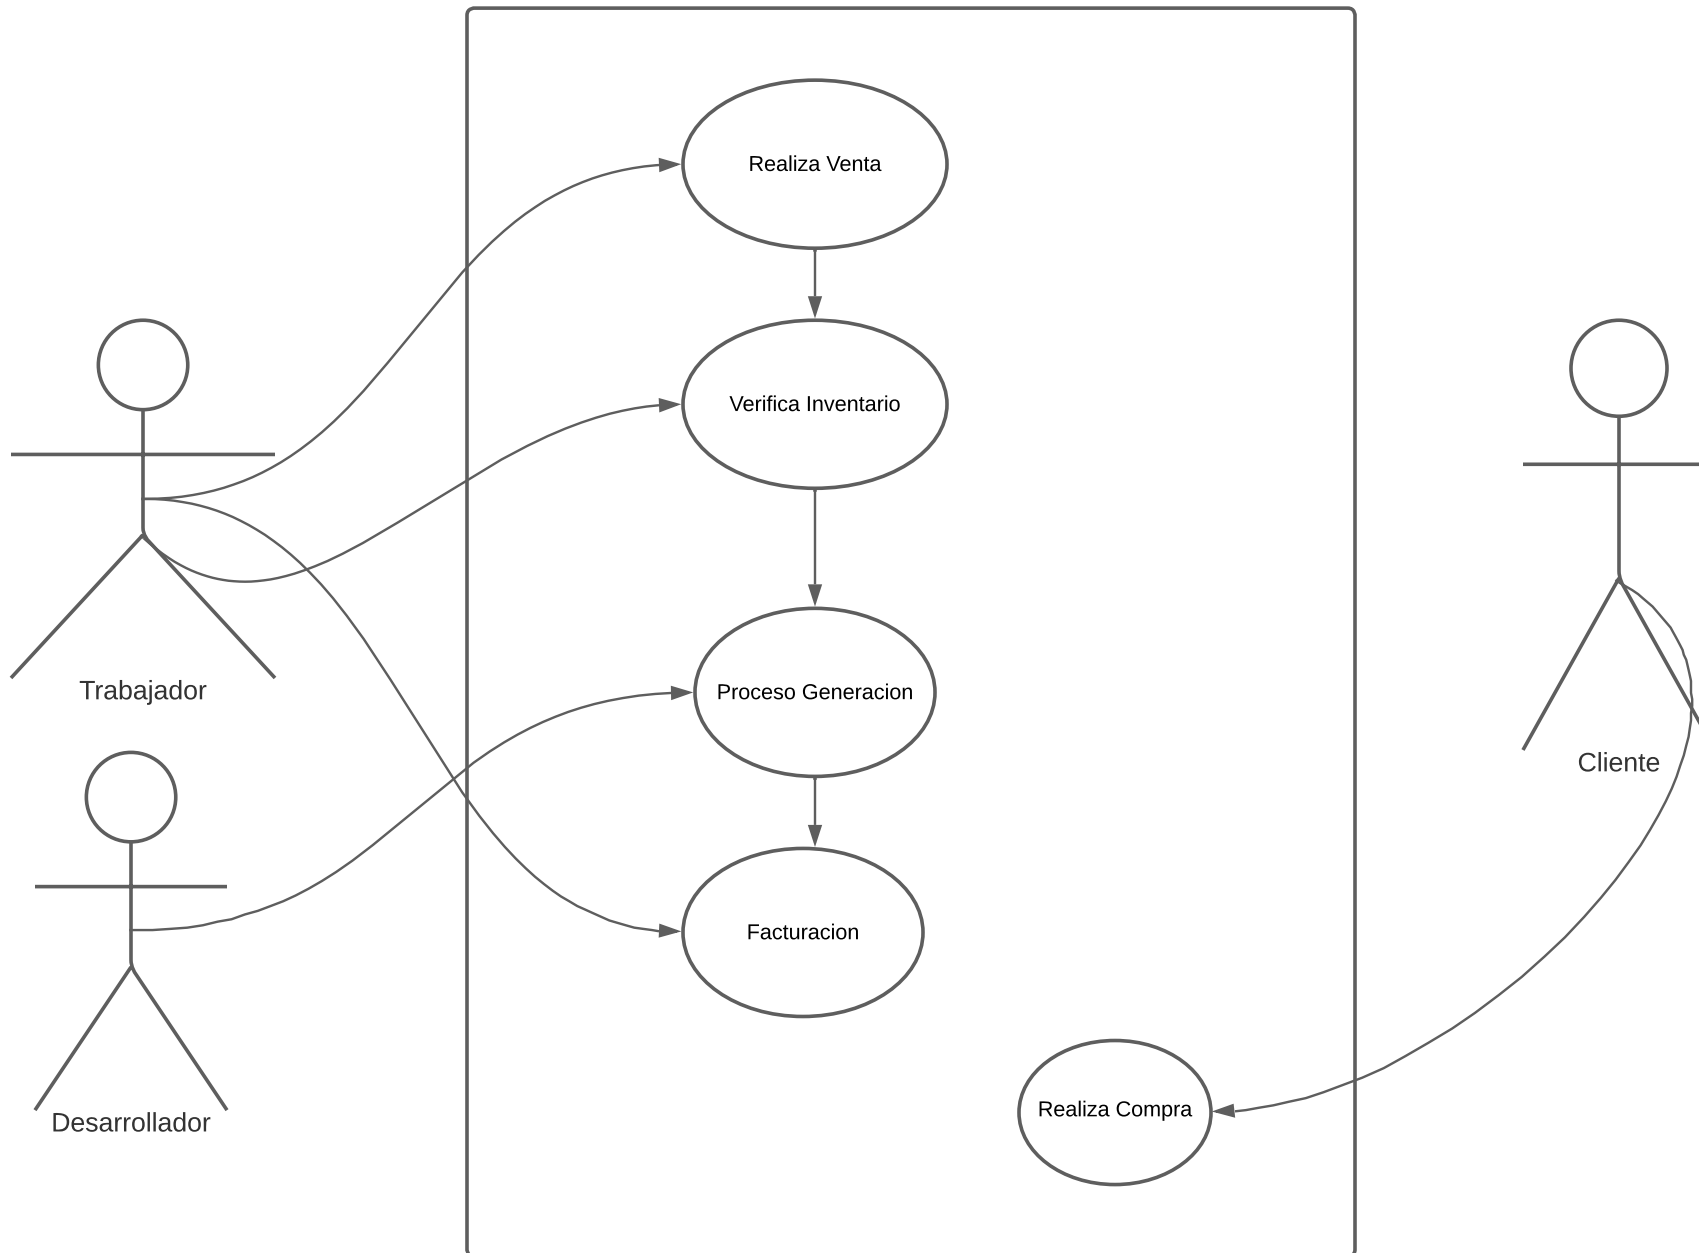 Realiza Venta
Verifica Inventario
Trabajador
Proceso Generacion
Cliente
Facturacion
Realiza Compra
Desarrollador